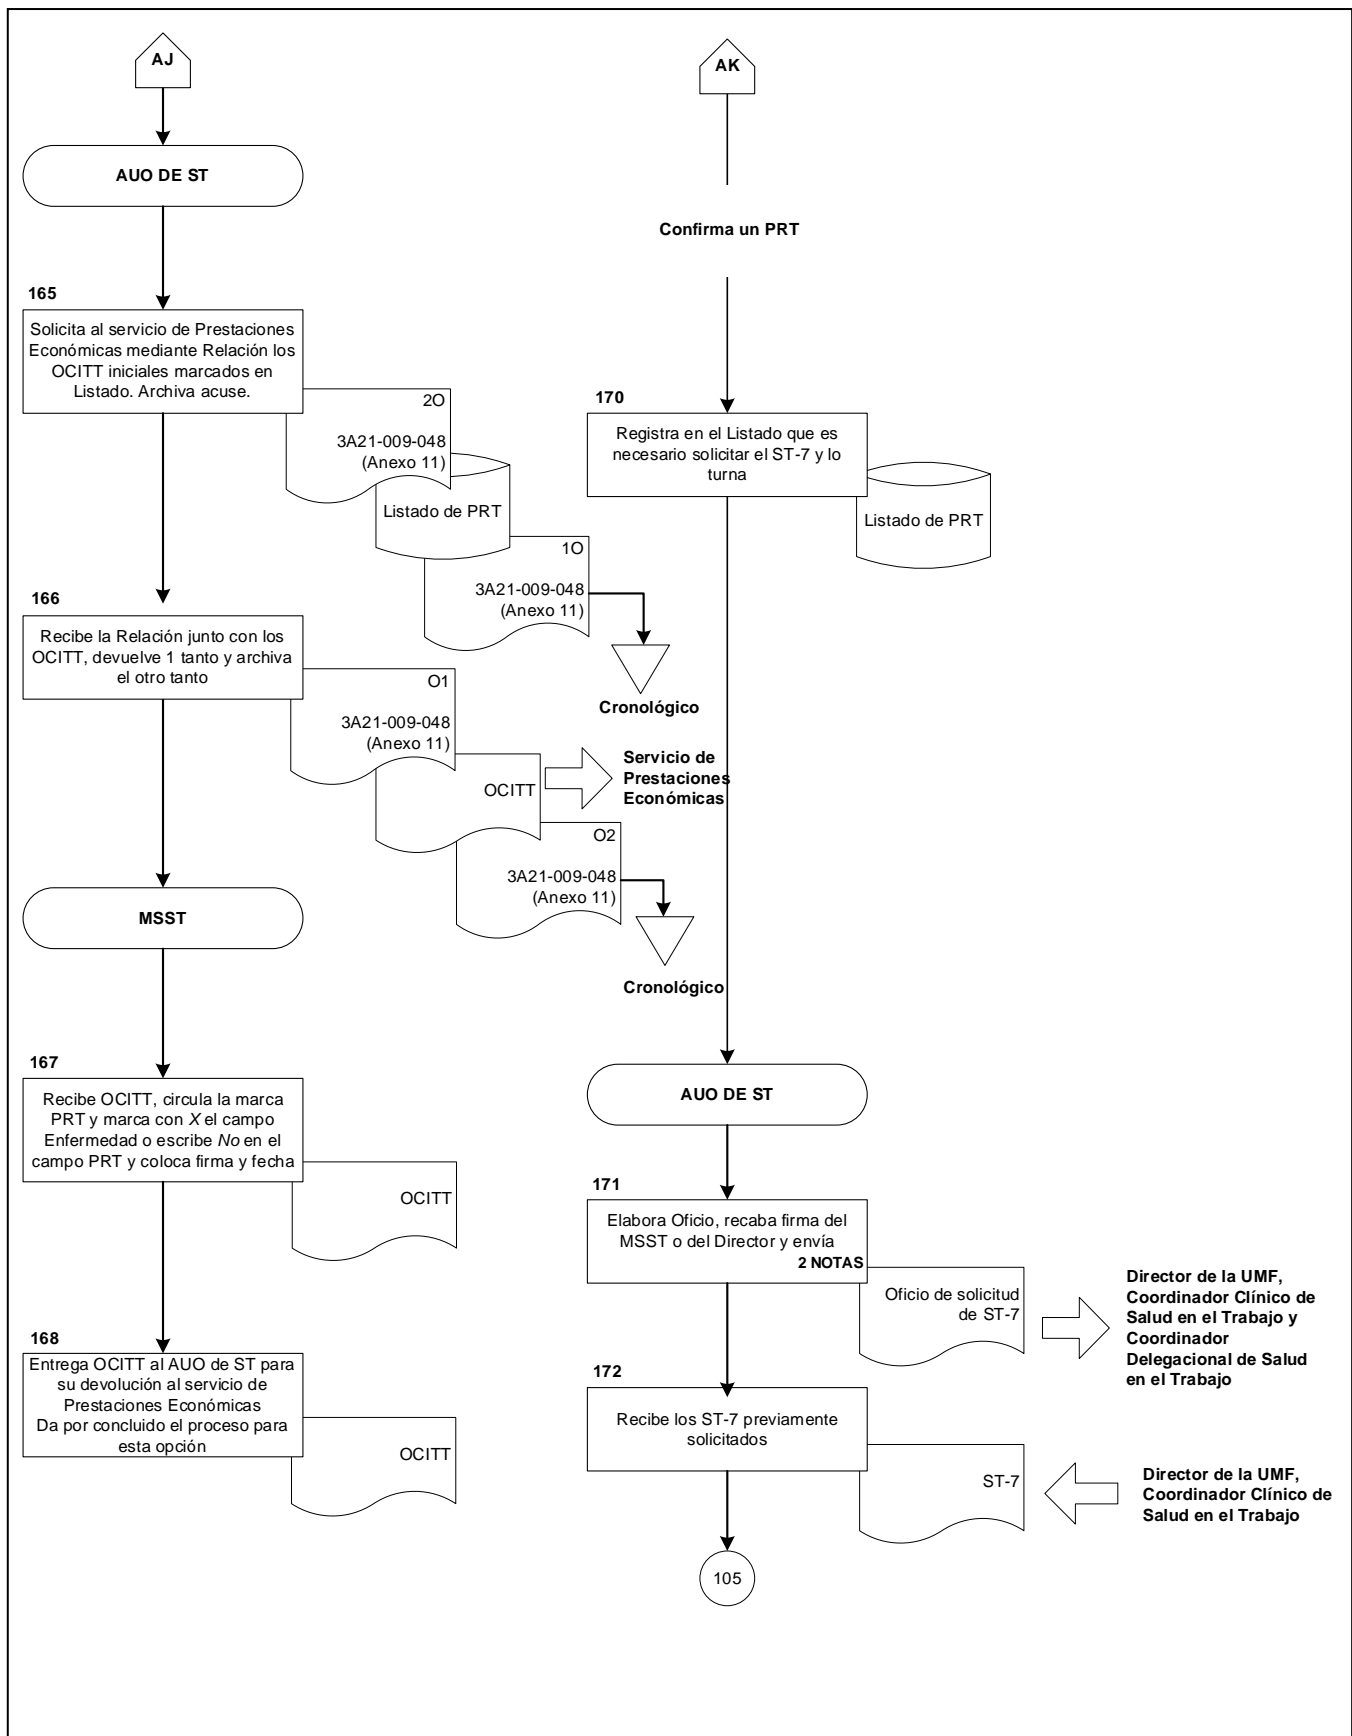 AJ
AUO DE ST
165
Solicita al servicio de Prestaciones
Económicas mediante Relación los
OCITT iniciales marcados en
Listado. Archiva acuse.
2O
3A21-009-048
(Anexo 11)
Listado de PRT
1O
3A21-009-048
(Anexo 11)
Cronológico
166
Recibe la Relación junto con los
OCITT, devuelve 1 tanto y archiva
el otro tanto
O1
3A21-009-048
(Anexo 11)
OCITT
Servicio de
Prestaciones
Económicas
O2
3A21-009-048
(Anexo 11)
Cronológico
MSST
167
Recibe OCITT, circula la marca
PRT y marca con X el campo
Enfermedad o escribe No en el
campo PRT y coloca firma y fecha
OCITT
168
Entrega OCITT al AUO de ST para
su devolución al servicio de
Prestaciones Económicas
Da por concluido el proceso para
esta opción
OCITT
AK
Confirma un PRT
170
Registra en el Listado que es
necesario solicitar el ST-7 y lo
turna
Listado de PRT
AUO DE ST
171
Elabora Oficio, recaba firma del
MSST o del Director y envía
2 NOTAS
Oficio de solicitud
de ST-7
Director de la UMF,
Coordinador Clínico de
Salud en el Trabajo y
Coordinador
Delegacional de Salud
en el Trabajo
172
Recibe los ST-7 previamente
solicitados
ST-7
Director de la UMF,
Coordinador Clínico de
Salud en el Trabajo
105